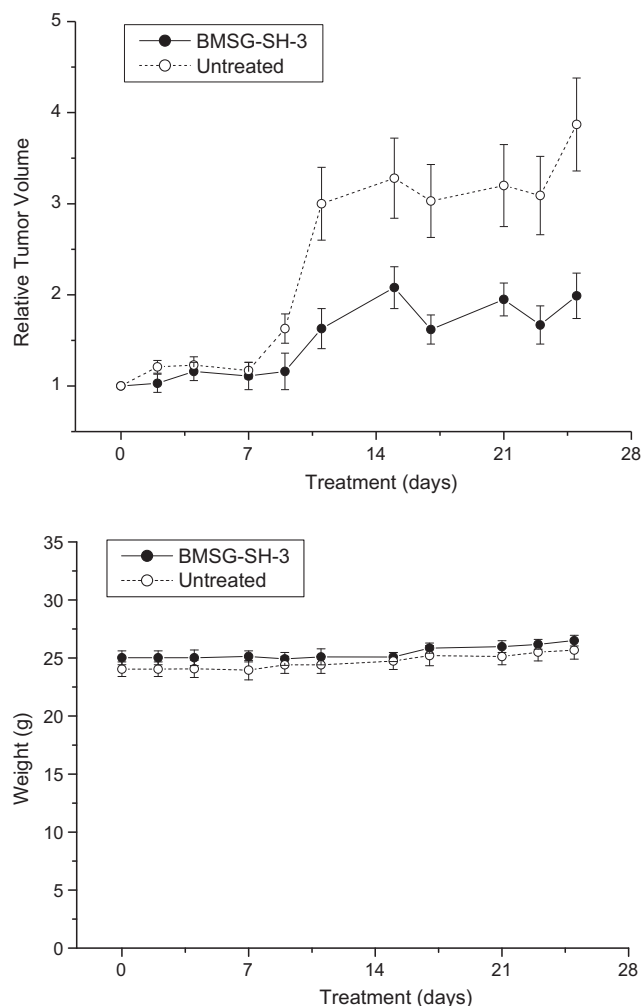 5
BMSG-SH-3
Untreated
4
3
2
1
Relative Tumor Volume
0 7 14 21 28
Treatment (days)
35
BMSG-SH-3
Untreated
30
25
20
15
10
5
0
Weight (g)
0 7 14 21 28
Treatment (days)